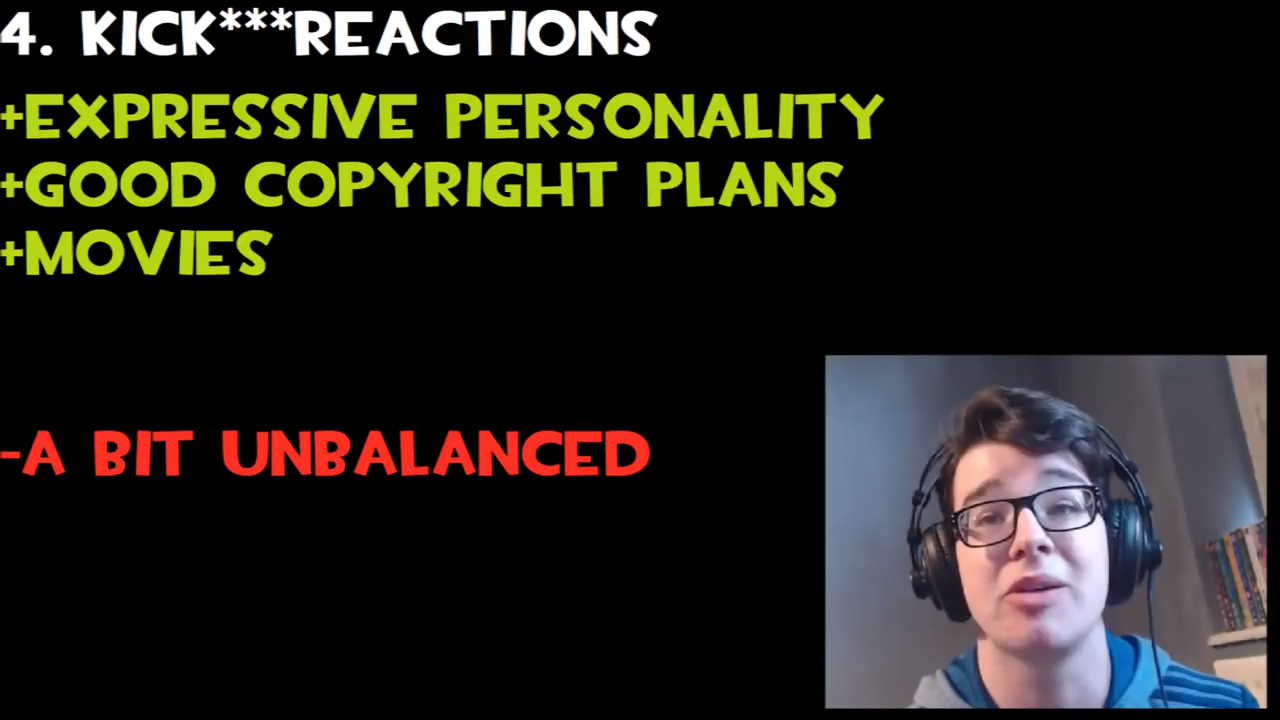 4. KICK***REACTIONS
+EXPRESSIVE PERSONALITY
+GOOD COPYRIGHT PLANS
+MOVIES
-A BIT UNBALANCED